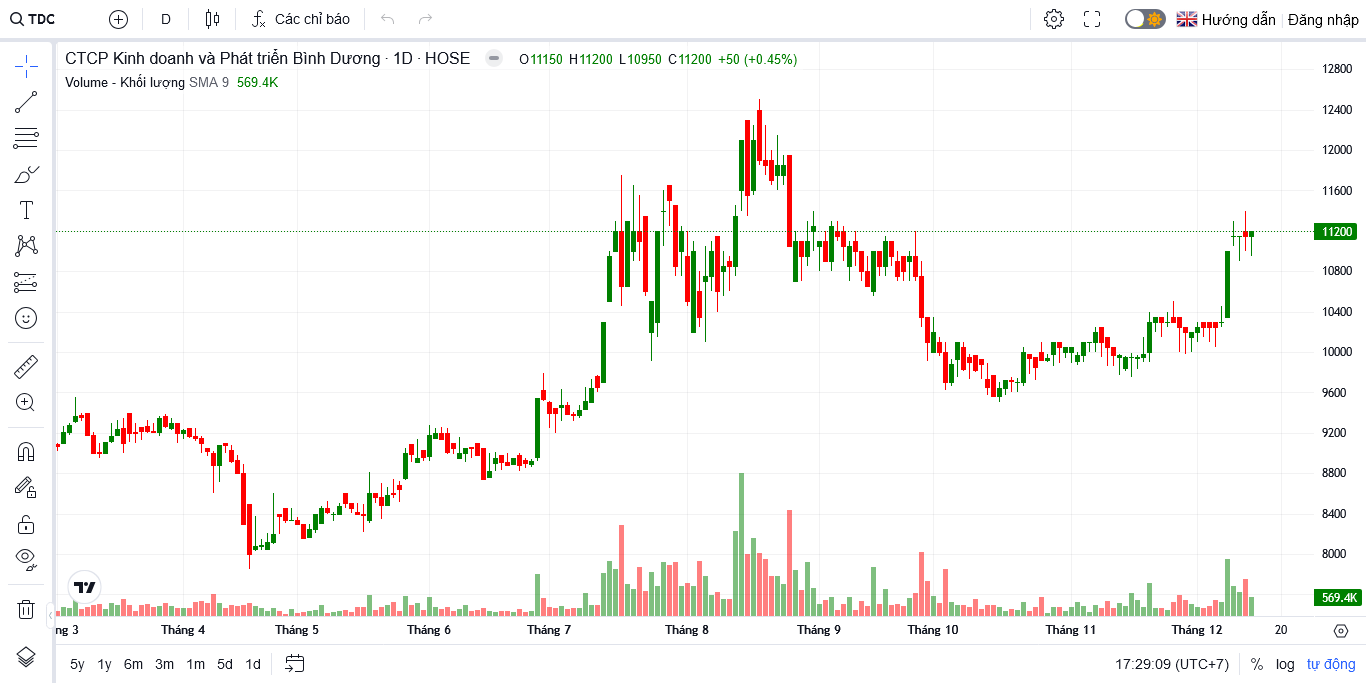 TDC D Các chỉ báo Hướng dẫn Đăng nhập
CTCP Kinh doanh và Phát triển Bình Dương · 1D · HOSE O11150 H11200 L10950 C11200 +50 (+0.45%)
Volume - Khối lượng SMA 9 569.4K
12800
12400
12000
11600
11200
10800
10400
10000
9600
9200
8800
8400
8000
569.4K
ng 3 Tháng 4 Tháng 5 Tháng 6 Tháng 7 Tháng 8 Tháng 9 Tháng 10 Tháng 11 Tháng 12 20
5y 1y 6m 3m 1m 5d 1d 17:29:09 (UTC+7) % log tự động